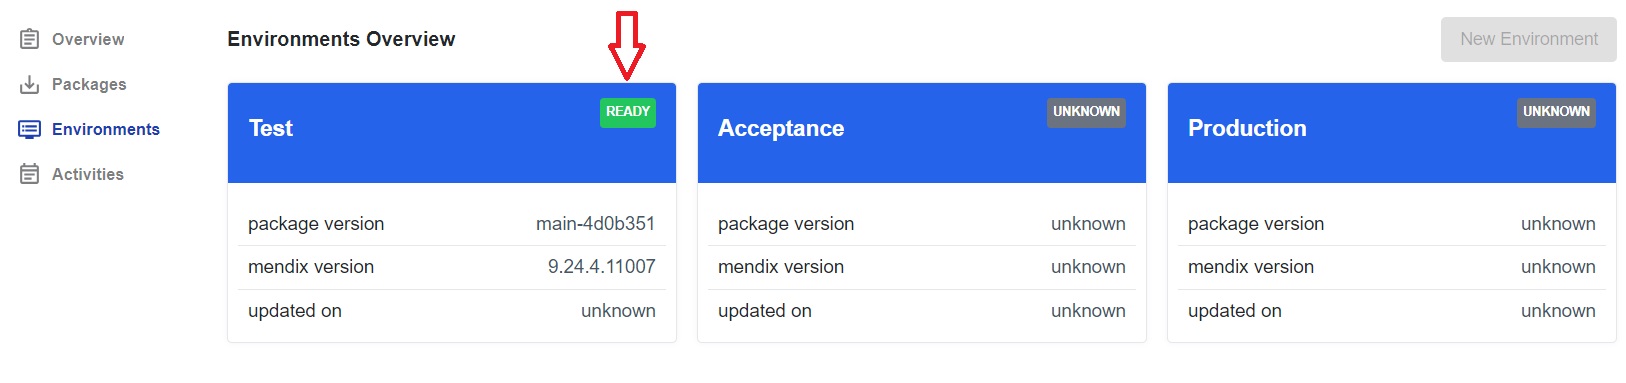 Overview
Packages
Environments
Activities
Environments Overview
New Environment
Test
READY
package version main-4d0b351
mendix version 9.24.4.11007
updated on unknown
Acceptance
UNKNOWN
package version unknown
mendix version unknown
updated on unknown
Production
UNKNOWN
package version unknown
mendix version unknown
updated on unknown